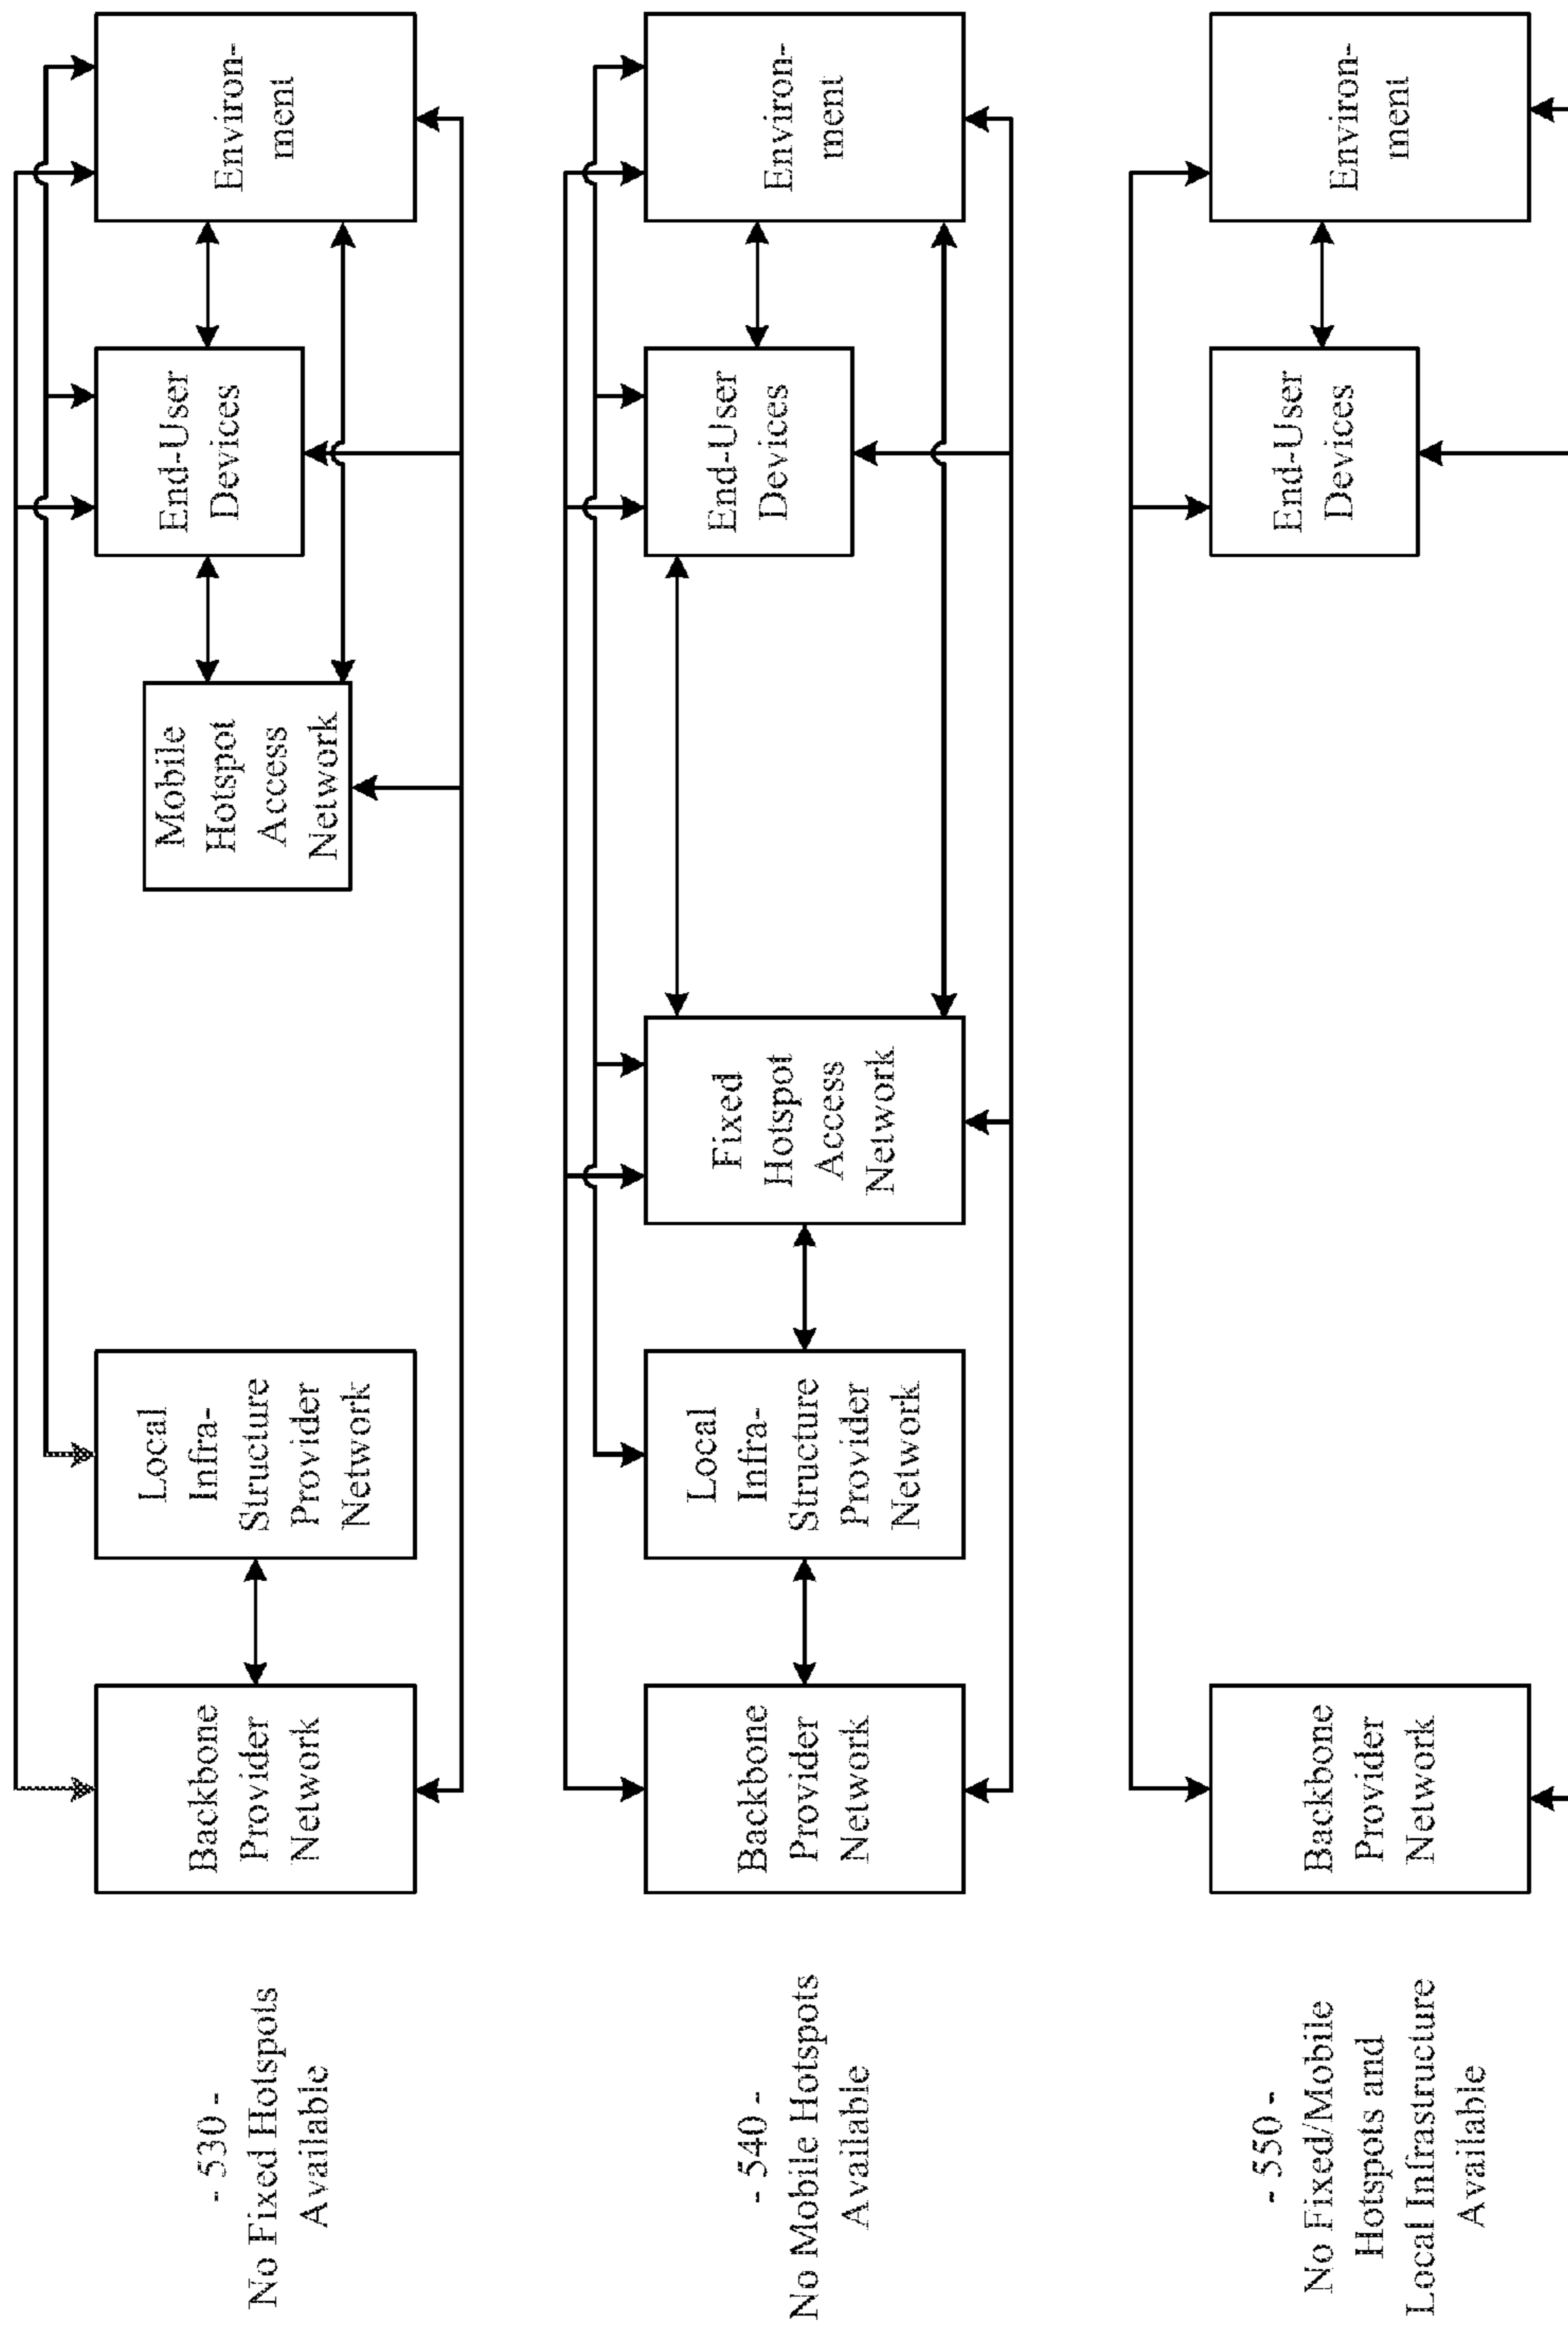 - 530 -
No Fixed Hotspots
Available
Backbone
Provider
Network
Local
Infra-
Structure
Provider
Network
Mobile
Hotspot
Access
Network
End-User
Devices
Environ-
ment
- 540 -
No Mobile Hotspots
Available
Backbone
Provider
Network
Local
Infra-
Structure
Provider
Network
Fixed
Hotspot
Access
Network
End-User
Devices
Environ-
ment
- 550 -
No Fixed/Mobile
Hotspots and
Local Infrastructure
Available
Backbone
Provider
Network
End-User
Devices
Environ-
ment